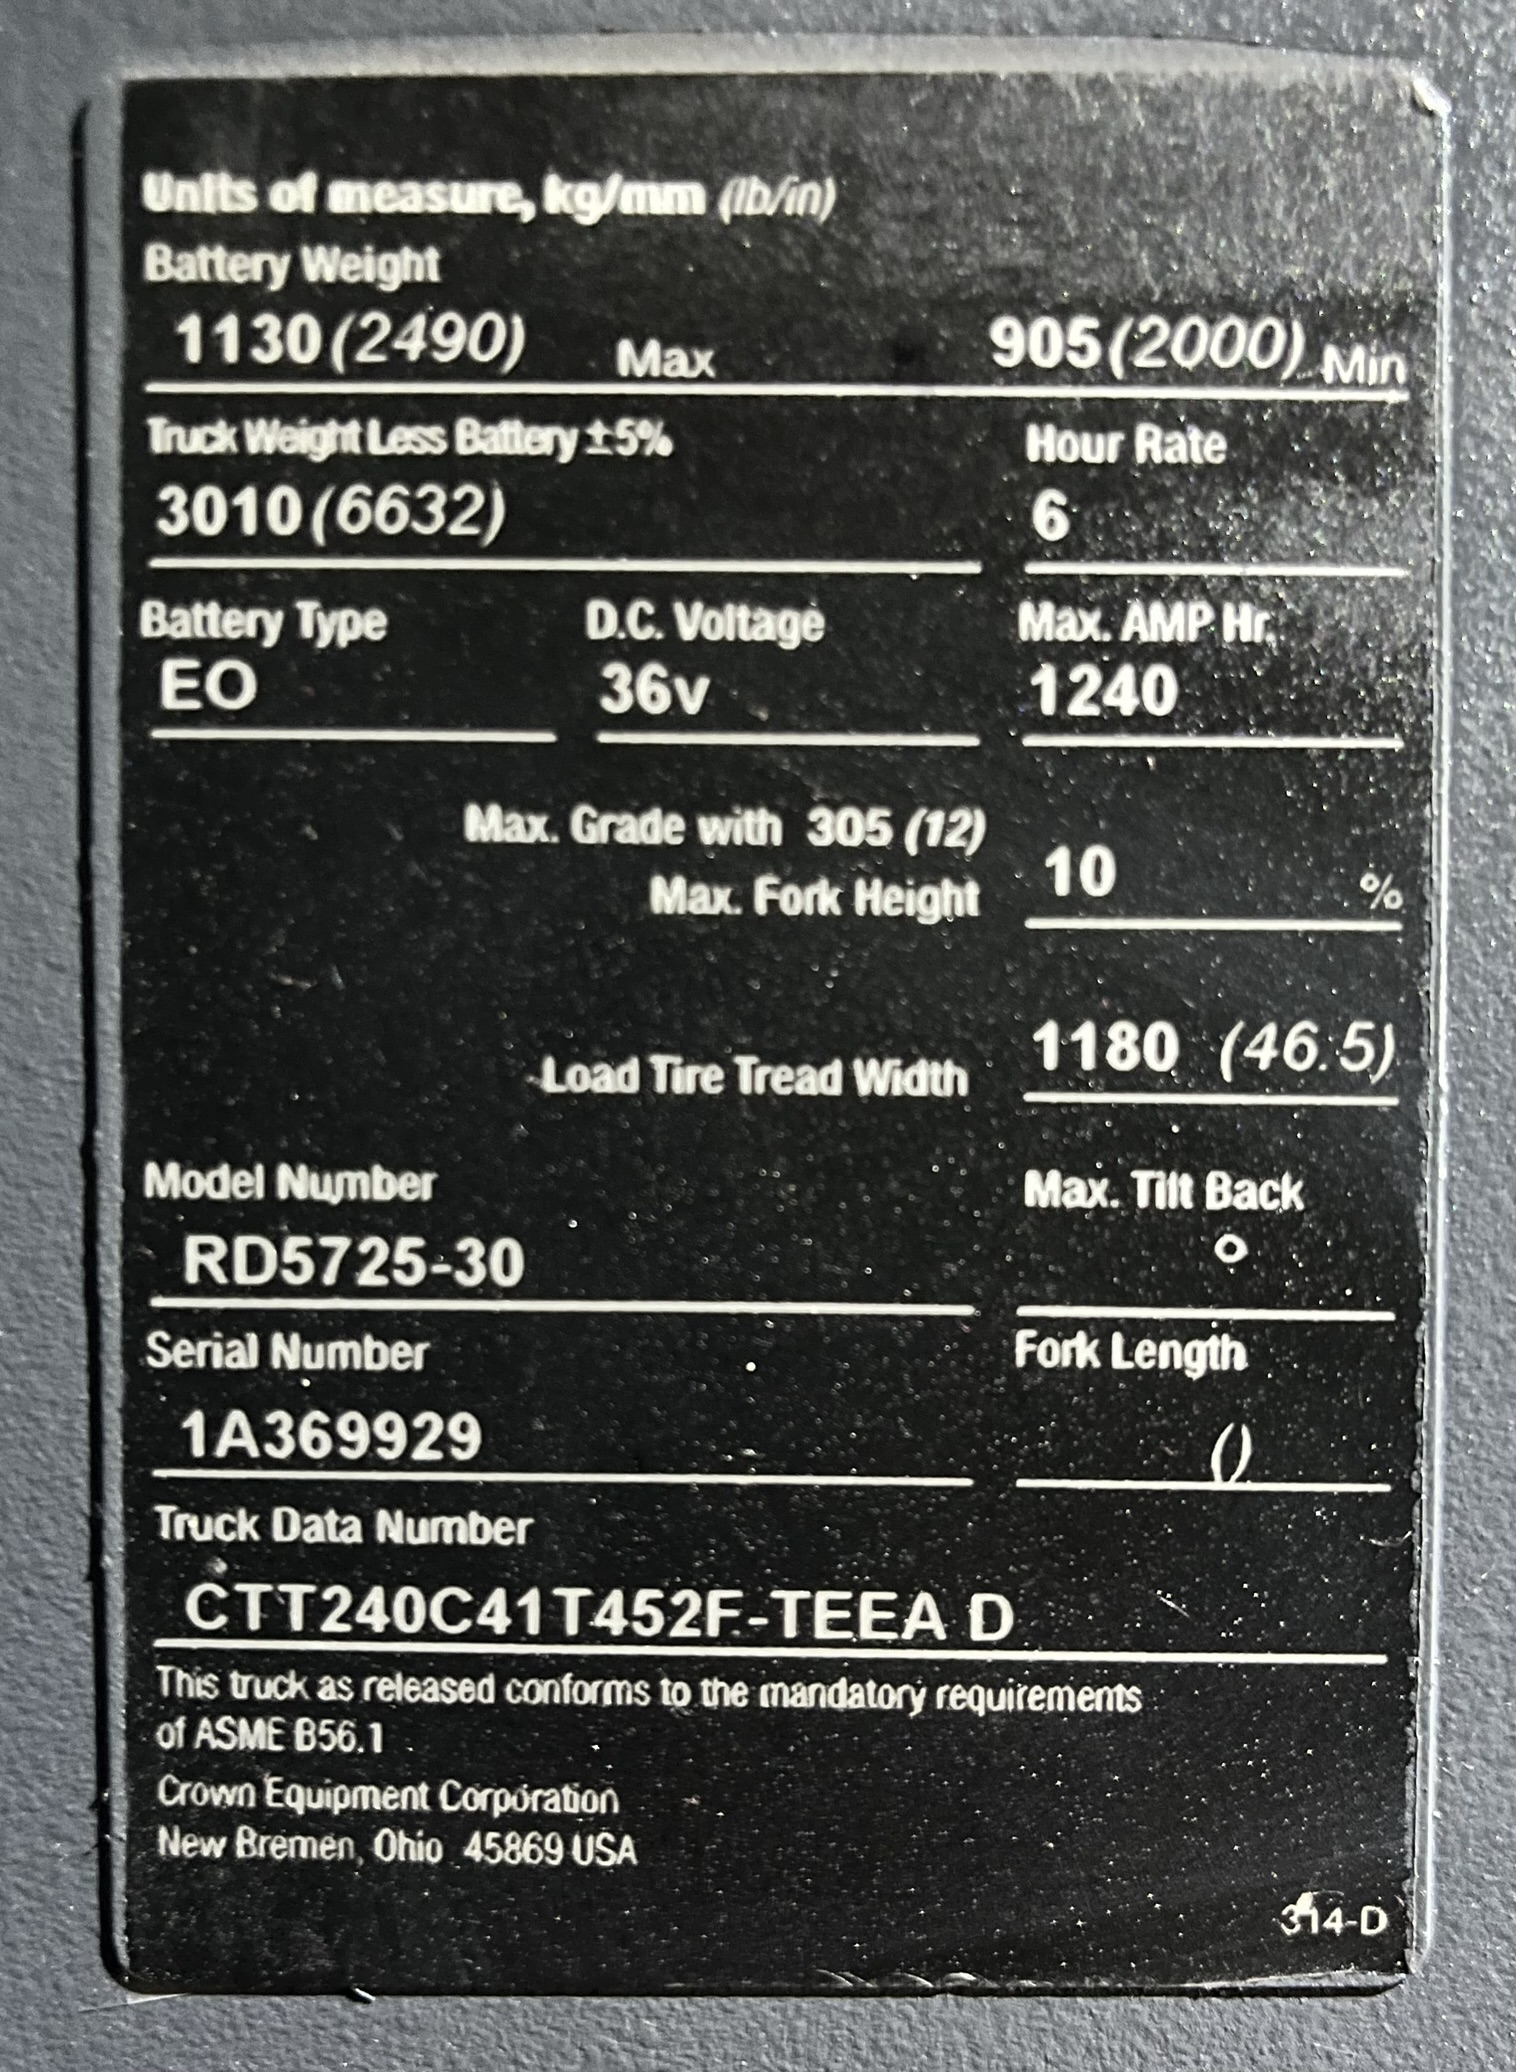 Units of measure, kg/mm (lb/in)
Battery Weight
1130 (2490) Max 905 (2000) Min
Truck Weight Less Battery ±5% Hour Rate
3010 (6632) 6
Battery Type D.C. Voltage Max. AMP Hr.
EO 36v 1240
Max. Grade with 305 (12)
Max. Fork Height 10 %
Load Tire Tread Width 1180 (46.5)
Model Number Max. Tilt Back
RD5725-30 °
Serial Number Fork Length
1A369929 ()
Truck Data Number
CTT240C41T452F-TEEA D
This truck as released conforms to the mandatory requirements
of ASME B56.1
Crown Equipment Corporation
New Bremen, Ohio 45869 USA
314-D